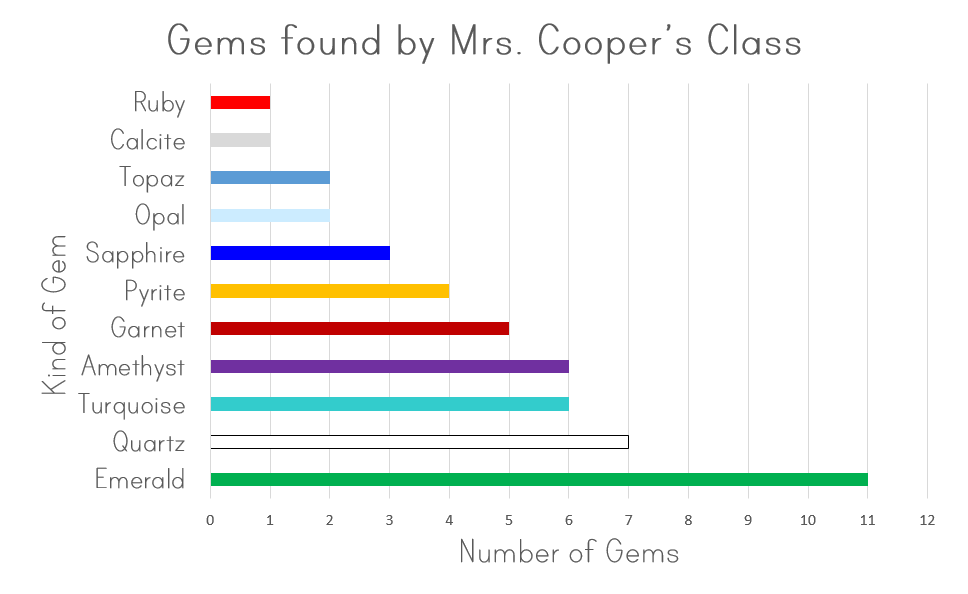 Gems found by Mrs. Cooper's Class
Kind of Gem
Ruby
Calcite
Topaz
Opal
Sapphire
Pyrite
Garnet
Amethyst
Turquoise
Quartz
Emerald
0 1 2 3 4 5 6 7 8 9 10 11 12
Number of Gems